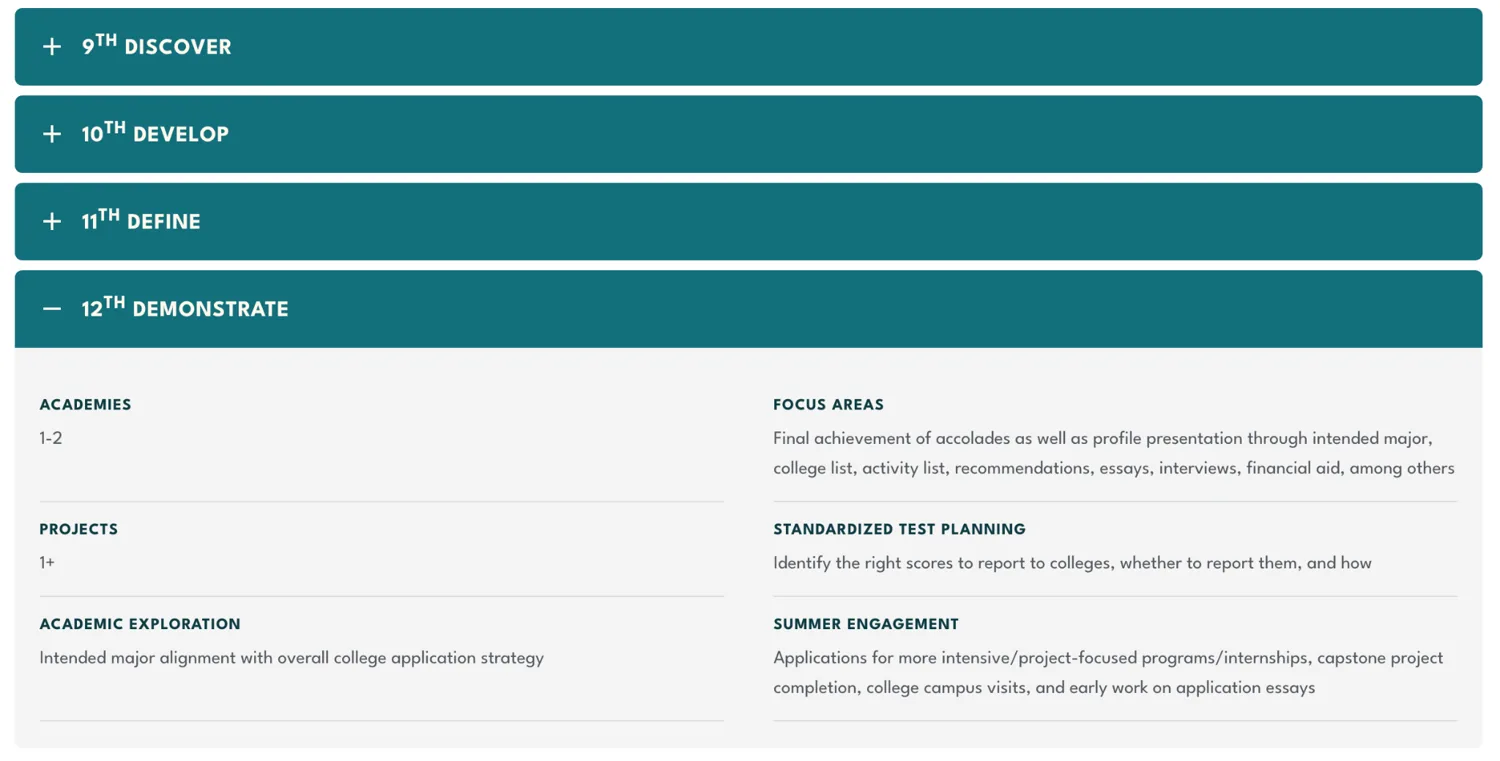 9TH DISCOVER
10TH DEVELOP
11TH DEFINE
12TH DEMONSTRATE
ACADEMIES
1-2
FOCUS AREAS
Final achievement of accolades as well as profile presentation through intended major,
college list, activity list, recommendations, essays, interviews, financial aid, among others
PROJECTS
1+
STANDARDIZED TEST PLANNING
Identify the right scores to report to colleges, whether to report them, and how
ACADEMIC EXPLORATION
Intended major alignment with overall college application strategy
SUMMER ENGAGEMENT
Applications for more intensive/project-focused programs/internships, capstone project
completion, college campus visits, and early work on application essays